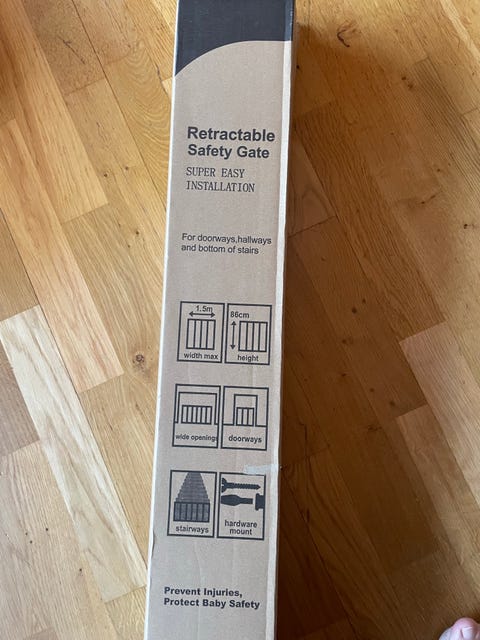 Retractable
Safety Gate
SUPER EASY
INSTALLATION
For doorways,hallways
and bottom of stairs
1.5m
width max
86cm
height
wide openings
doorways
stairways
hardware
mount
Prevent Injuries,
Protect Baby Safety